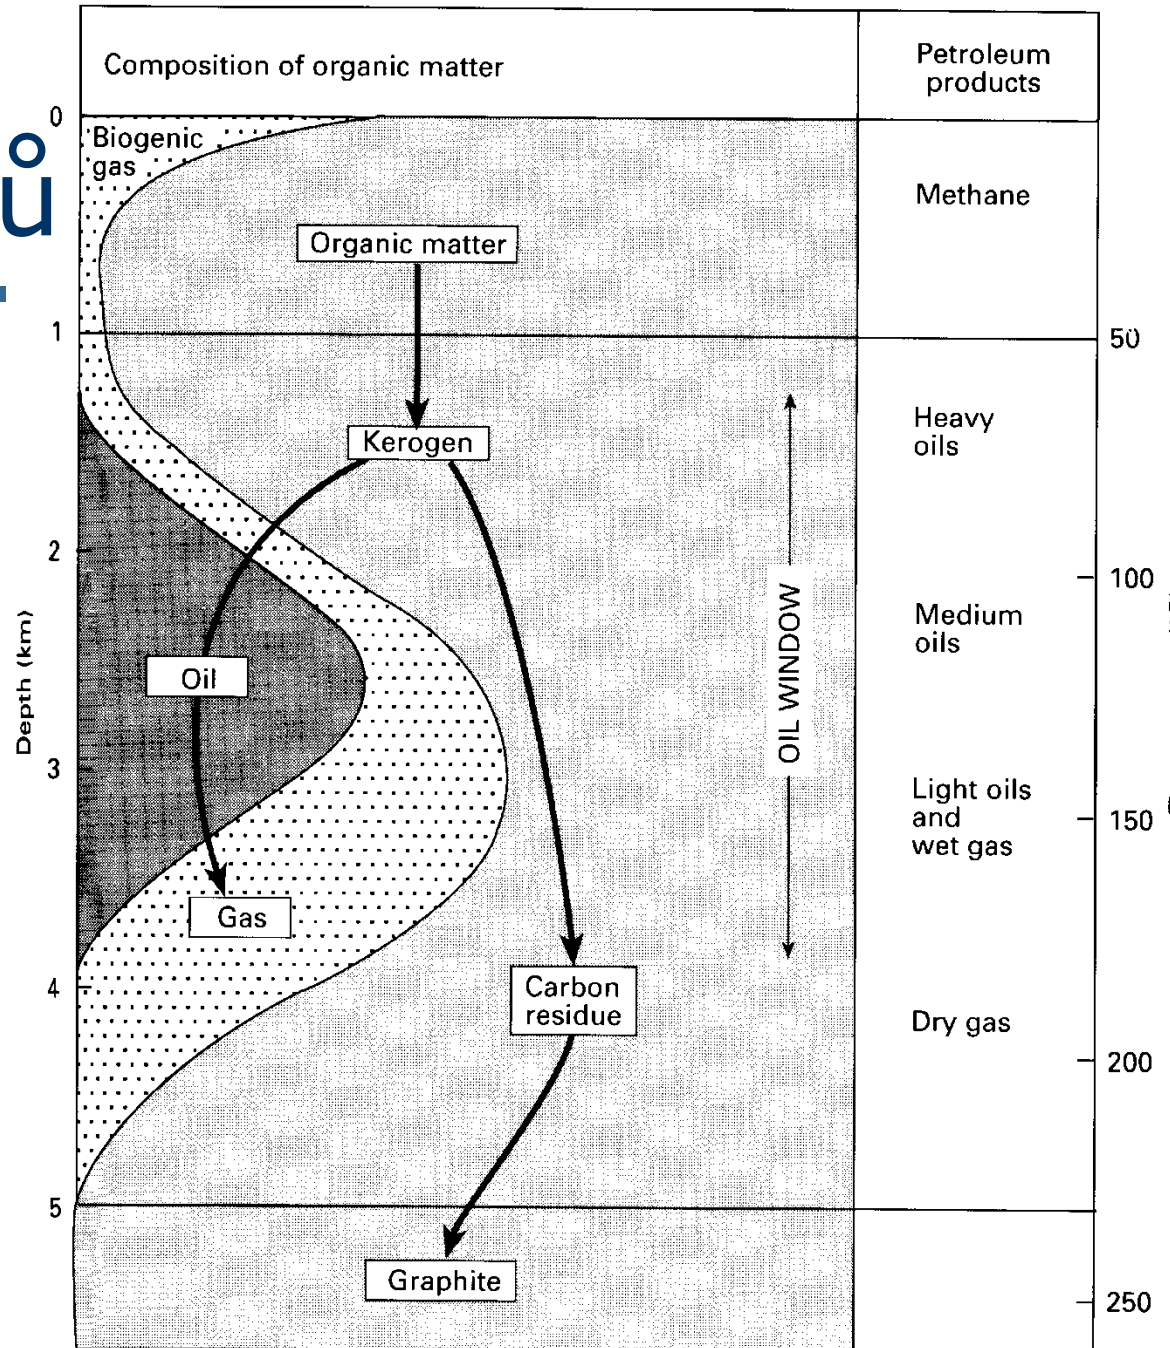 Composition of organic matter
Petroleum
products
0
Biogenic
gas
ů
Methane
Organic matter
1
50
Heavy
oils
Kerogen
2
100
OIL WINDOW
Medium
oils
Depth (km)
Oil
3
Light oils
and
wet gas
150
Gas
4
Carbon
residue
Dry gas
200
5
Graphite
250